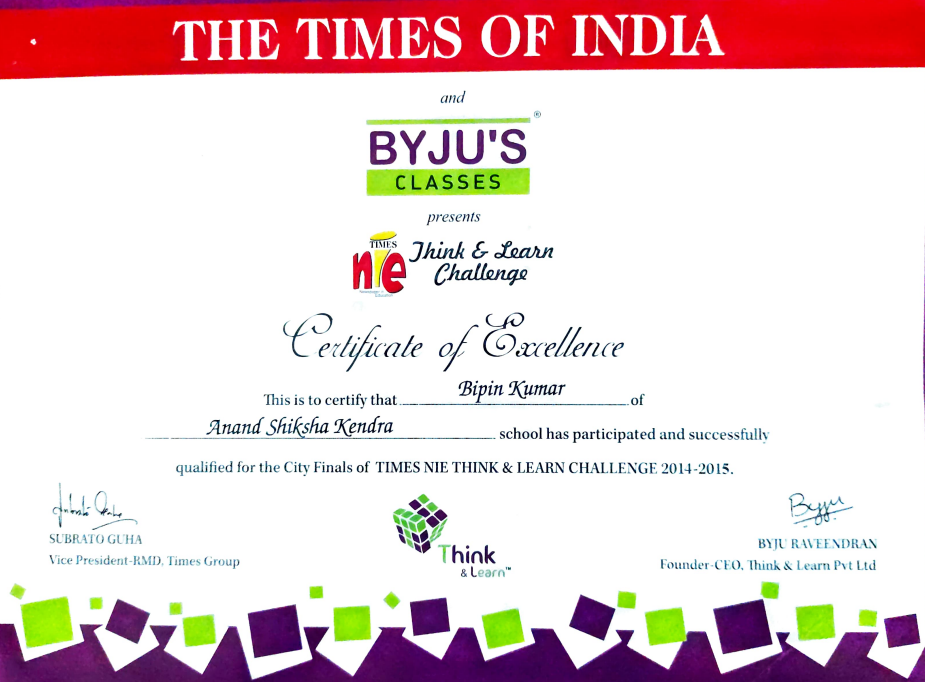 THE TIMES OF INDIA
and
BYJU'S ®
CLASSES
presents
TIMES
nie Think & Learn
Challenge
Certificate of Excellence
This is to certify that Bipin Kumar of
Anand Shiksha Kendra school has participated and successfully
qualified for the City Finals of TIMES NIE THINK & LEARN CHALLENGE 2014-2015.
Byju
SUBRATO GUHA
Vice President-RMD, Times Group
Think
& Learn™
BYJU RAVEENDRAN
Founder-CEO, Think & Learn Pvt Ltd